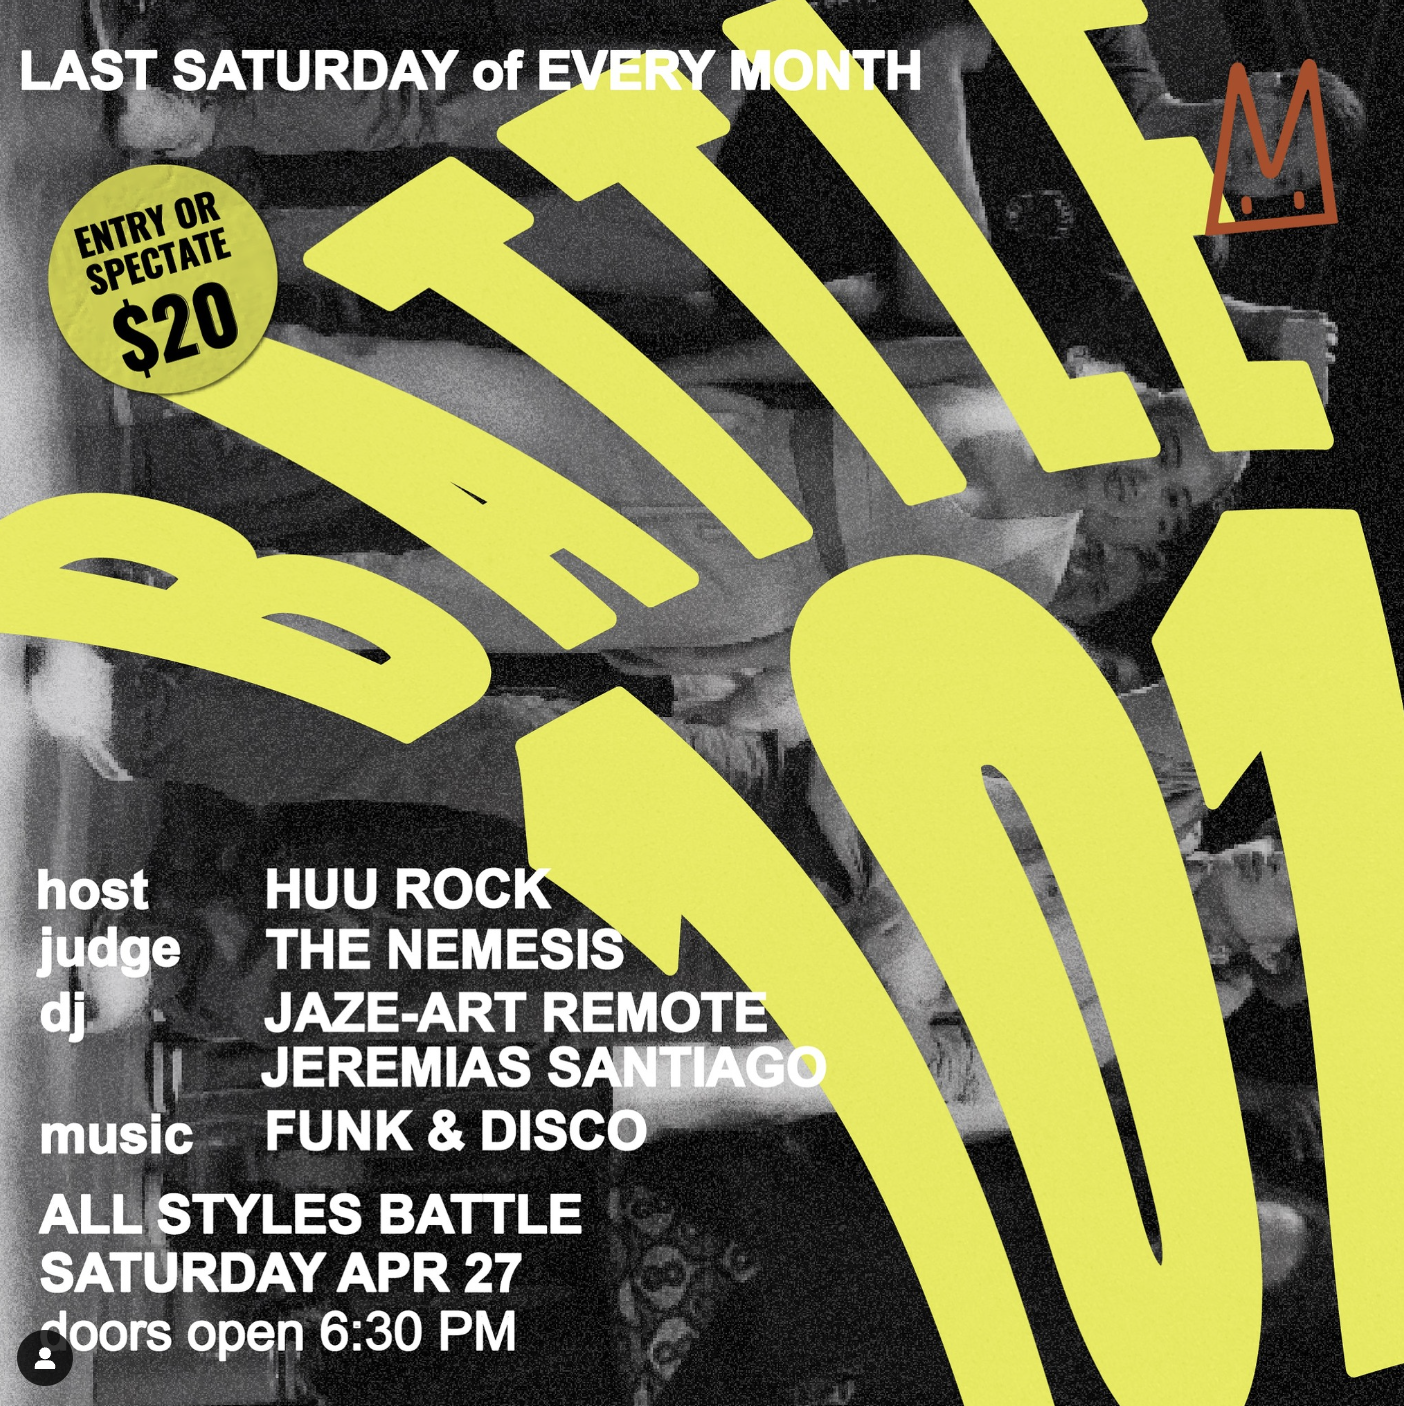 LAST SATURDAY of EVERY MONTH
ENTRY OR
SPECTATE
$20
BATTLE
101
host HUU ROCK
judge THE NEMESIS
dj JAZE-ART REMOTE
JEREMIAS SANTIAGO
music FUNK & DISCO
ALL STYLES BATTLE
SATURDAY APR 27
doors open 6:30 PM